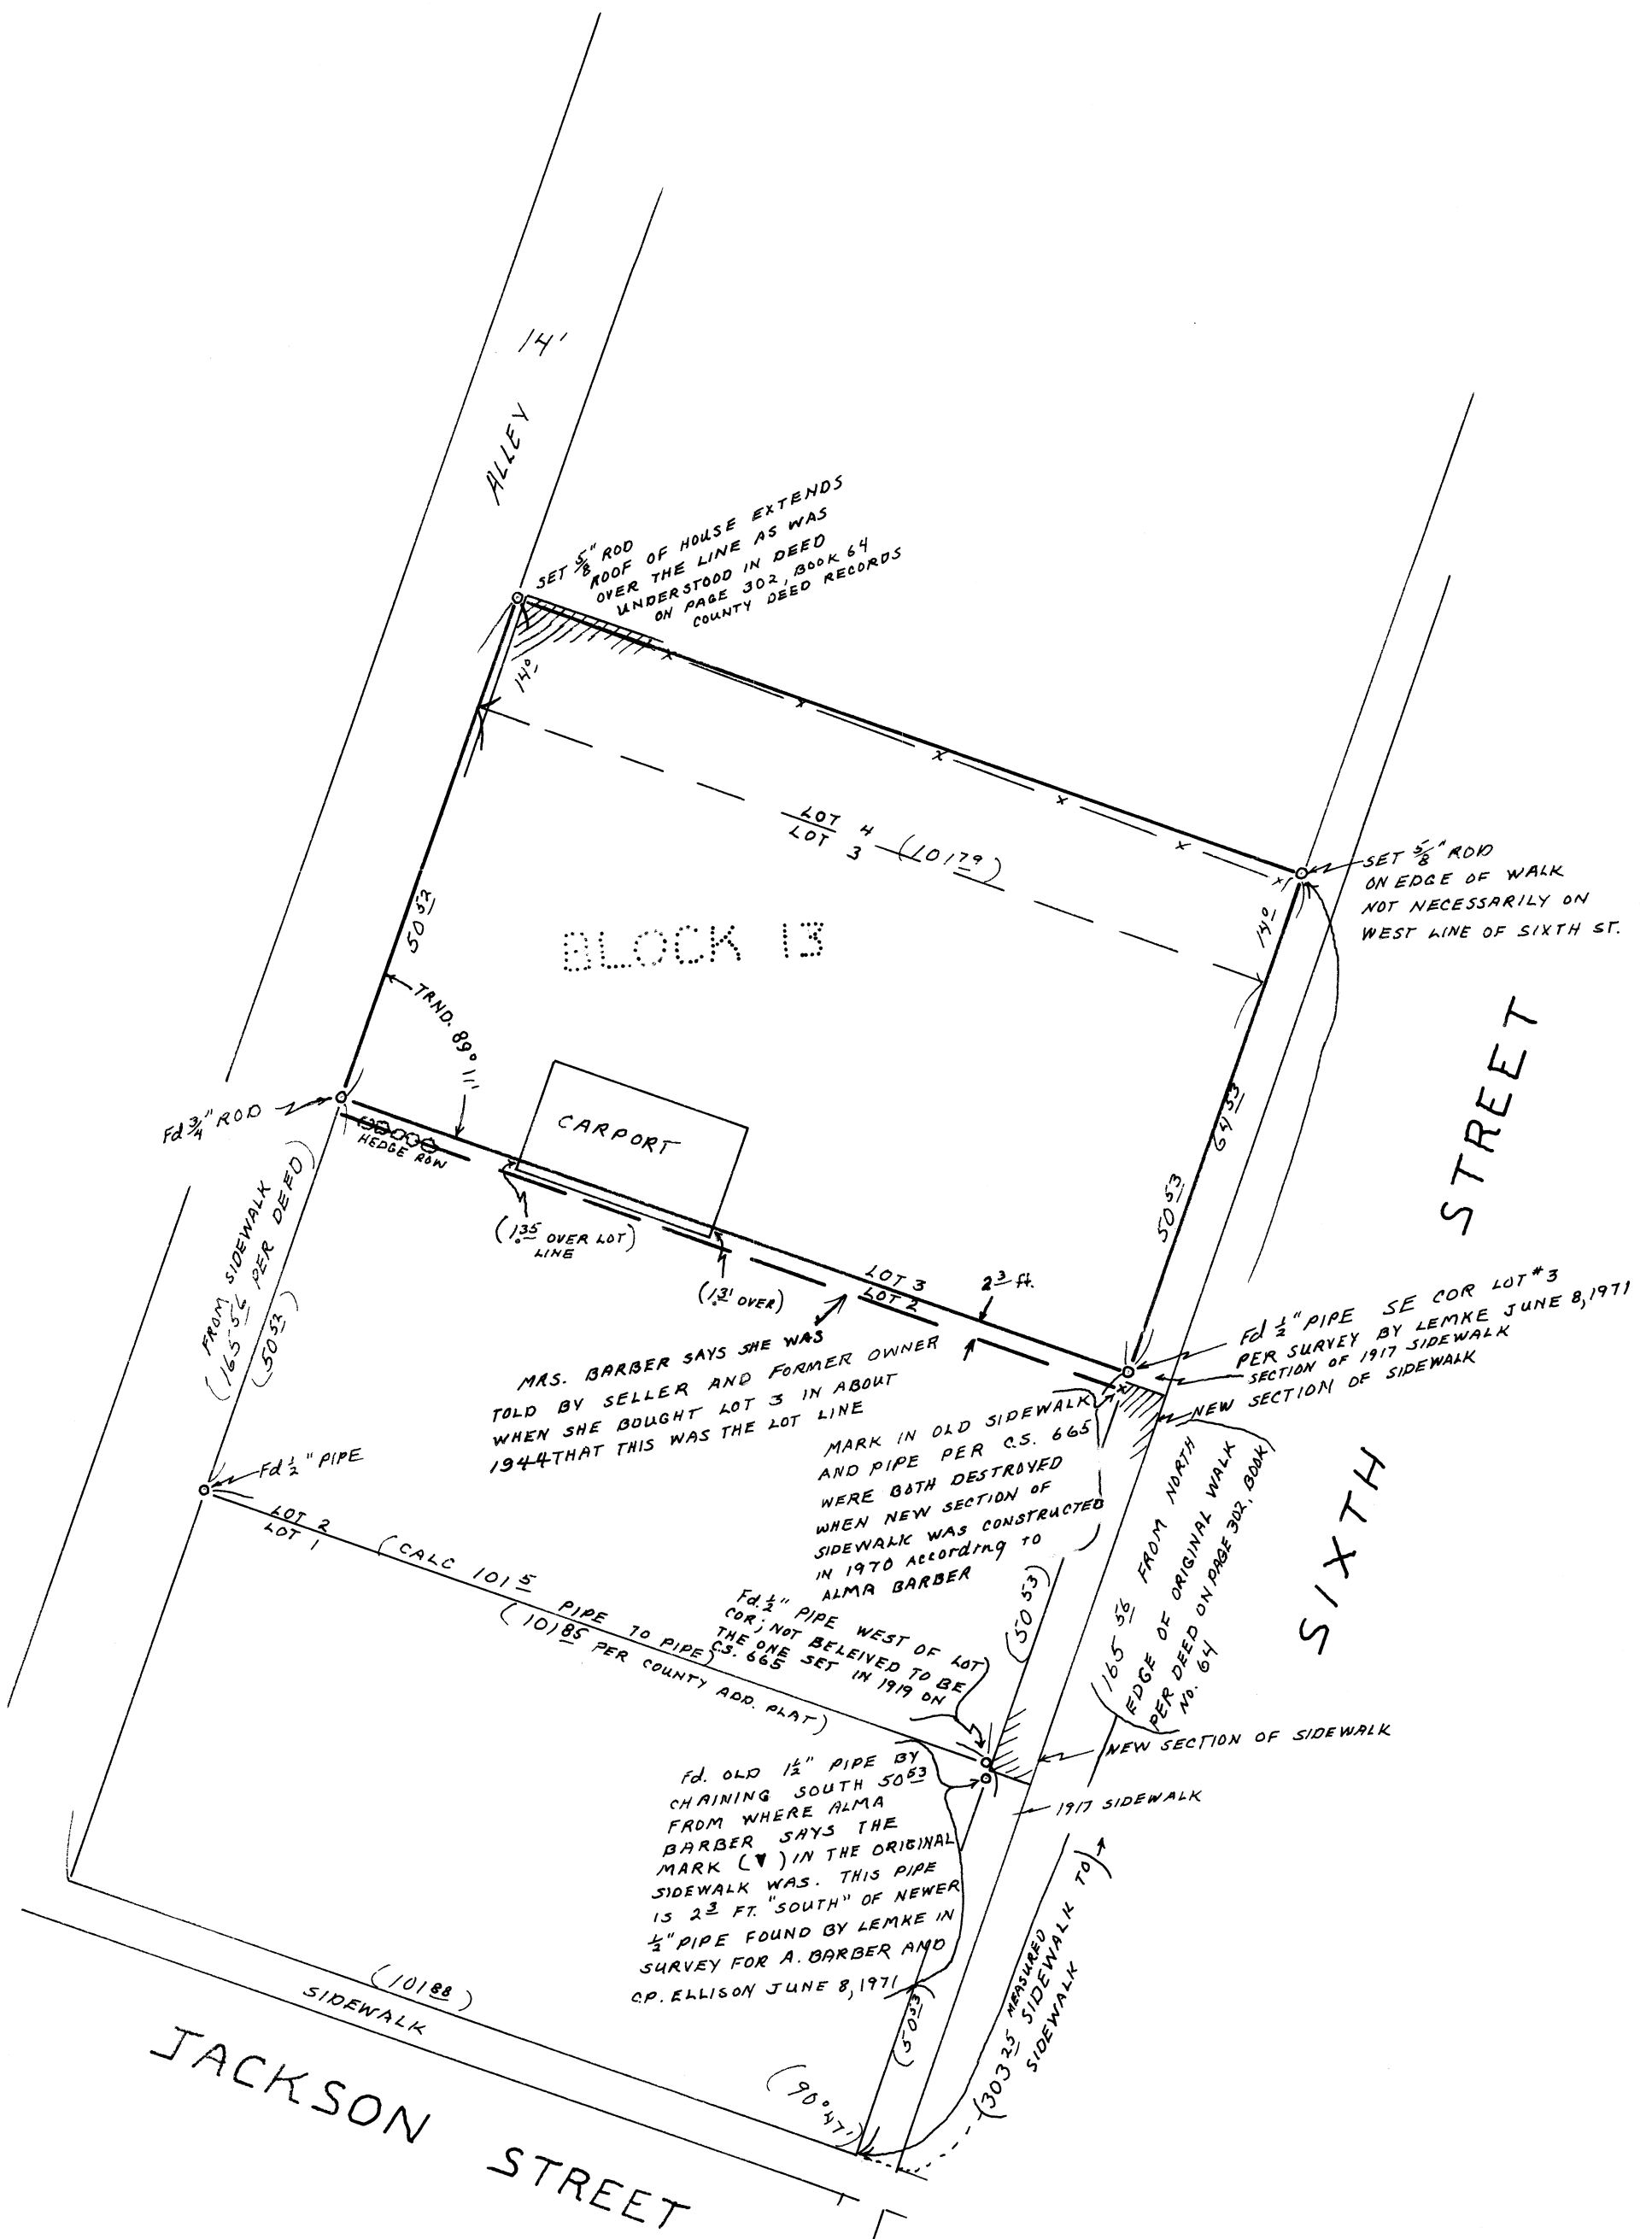 14'
ALLEY
SET 5/8" ROD
ROOF OF HOUSE EXTENDS
OVER THE LINE AS WAS
UNDERSTOOD IN DEED
ON PAGE 302, BOOK 64
COUNTY DEED RECORDS
14º
LOT 4
LOT 3
(101 79)
SET 5/8" ROD
ON EDGE OF WALK
NOT NECESSARILY ON
WEST LINE OF SIXTH ST.
14º
50 52
BLOCK 13
TRND. 89° 11'
64 53
50 53
CARPORT
Fd 3/4" ROD
HEDGE ROW
(1.35 OVER LOT)
LINE
(1.3' OVER)
LOT 3
LOT 2
2 3 ft.
FROM SIDEWALK
(165 56 PER DEED)
(50 52)
STREET
SIXTH
Fd 1/2" PIPE SE COR LOT #3
PER SURVEY BY LEMKE JUNE 8, 1971
SECTION OF 1917 SIDEWALK
NEW SECTION OF SIDEWALK
MRS. BARBER SAYS SHE WAS
TOLD BY SELLER AND FORMER OWNER
WHEN SHE BOUGHT LOT 3 IN ABOUT
1944 THAT THIS WAS THE LOT LINE
MARK IN OLD SIDEWALK
AND PIPE PER C.S. 665
WERE BOTH DESTROYED
WHEN NEW SECTION OF
SIDEWALK WAS CONSTRUCTED
IN 1970 According TO
ALMA BARBER
Fd 1/2" PIPE
LOT 2
LOT 1
(CALC 101 5 PIPE TO PIPE)
(101 85 PER COUNTY ADD. PLAT)
Fd. 1/2" PIPE WEST OF LOT
COR; NOT BELEIVED TO BE
THE ONE SET IN 1919 ON
C.S. 665
(50 53)
(165 56 FROM NORTH
EDGE OF ORIGINAL WALK
PER DEED ON PAGE 302, BOOK
NO. 64
NEW SECTION OF SIDEWALK
1917 SIDEWALK
Fd. OLD 1 1/2" PIPE BY
CHAINING SOUTH 50 53
FROM WHERE ALMA
BARBER SAYS THE
MARK (▼) IN THE ORIGINAL
SIDEWALK WAS. THIS PIPE
IS 2 3 FT. "SOUTH" OF NEWER
1/2" PIPE FOUND BY LEMKE IN
SURVEY FOR A. BARBER AND
C.P. ELLISON JUNE 8, 1971
(50 53)
(303 25 MEASURED
SIDEWALK TO)
SIDEWALK
(101 88)
SIDEWALK
(90° 47')
JACKSON STREET